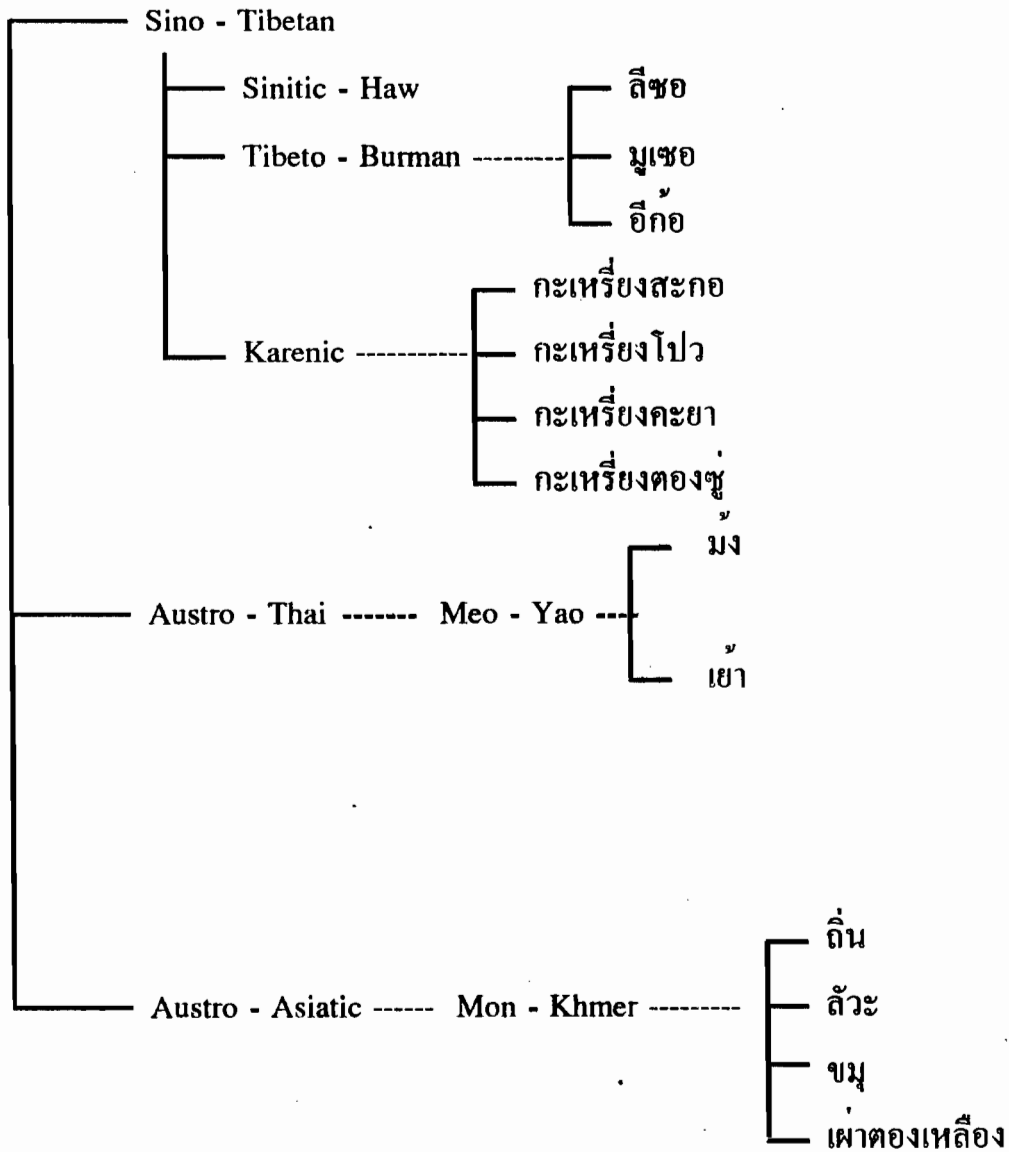 Sino - Tibetan
Sinitic - Haw
ลีซอ
Tibeto - Burman
มูเซอ
อีก้อ
กะเหรี่ยงสะกอ
Karenic
กะเหรี่ยงโปว
กะเหรี่ยงคะยา
กะเหรี่ยงตองซู่
ม้ง
Austro - Thai ------- Meo - Yao
เย้า
ถิ่น
Austro - Asiatic ------ Mon - Khmer
ลัวะ
ขมุ
เผ่าตองเหลือง